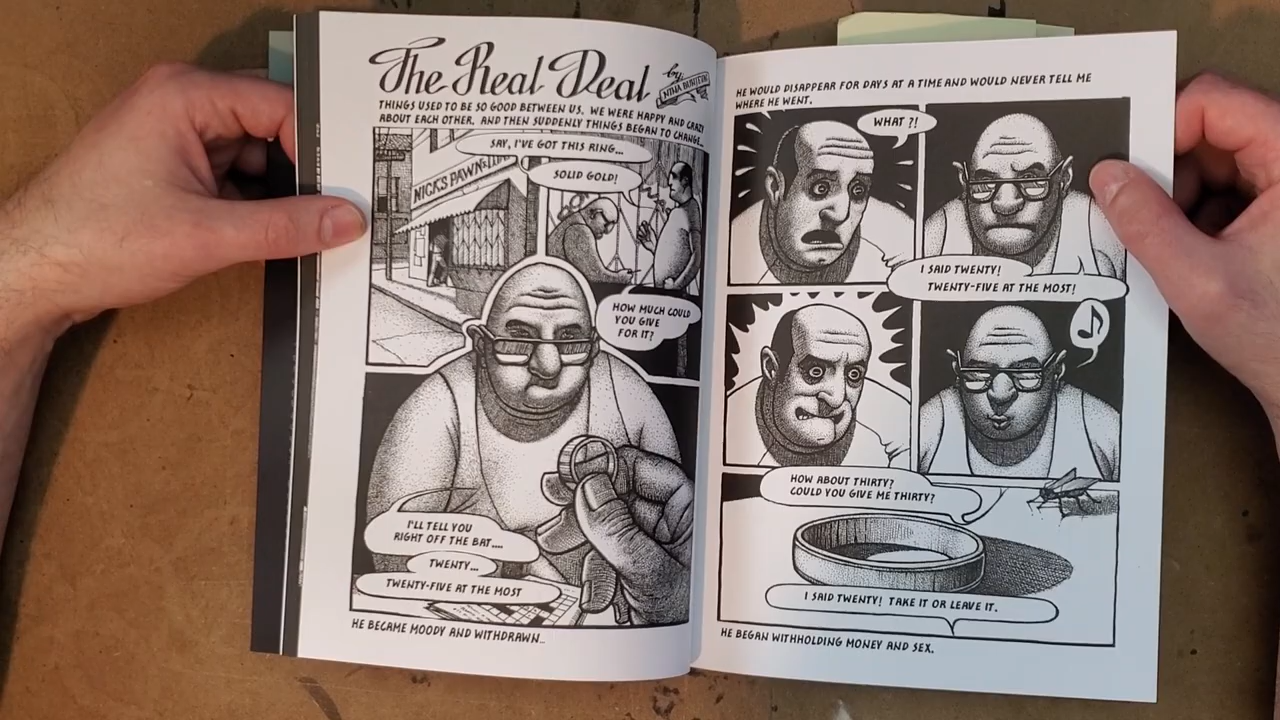 The Real Deal
by
NINA BUNJEVAC
THINGS USED TO BE SO GOOD BETWEEN US. WE WERE HAPPY AND CRAZY
ABOUT EACH OTHER. AND THEN SUDDENLY THINGS BEGAN TO CHANGE...
SAY, I'VE GOT THIS RING...
SOLID GOLD!
NICK'S PAWN &
HOW MUCH COULD
YOU GIVE
FOR IT?
I'LL TELL YOU
RIGHT OFF THE BAT....
TWENTY...
TWENTY-FIVE AT THE MOST
HE BECAME MOODY AND WITHDRAWN...
HE WOULD DISAPPEAR FOR DAYS AT A TIME AND WOULD NEVER TELL ME
WHERE HE WENT.
WHAT ?!
I SAID TWENTY!
TWENTY-FIVE AT THE MOST!
HOW ABOUT THIRTY?
COULD YOU GIVE ME THIRTY?
I SAID TWENTY! TAKE IT OR LEAVE IT.
HE BEGAN WITHHOLDING MONEY AND SEX.